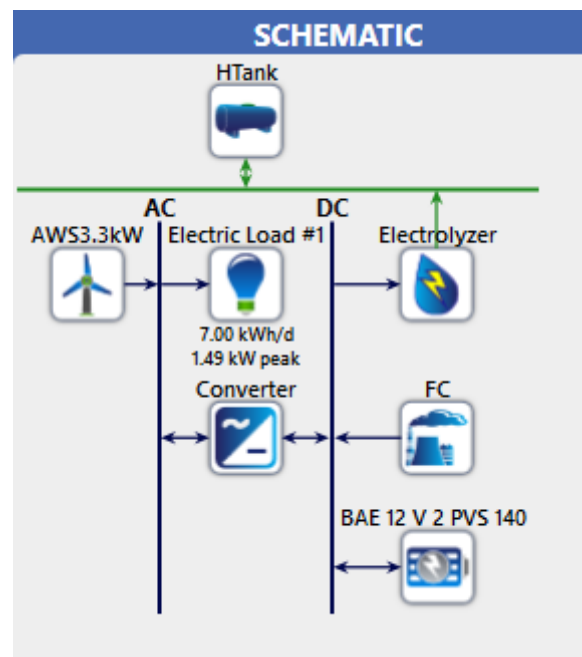 SCHEMATIC
HTank
AC
DC
AWS3.3kW
Electric Load #1
Electrolyzer
7.00 kWh/d
1.49 kW peak
Converter
FC
BAE 12 V 2 PVS 140